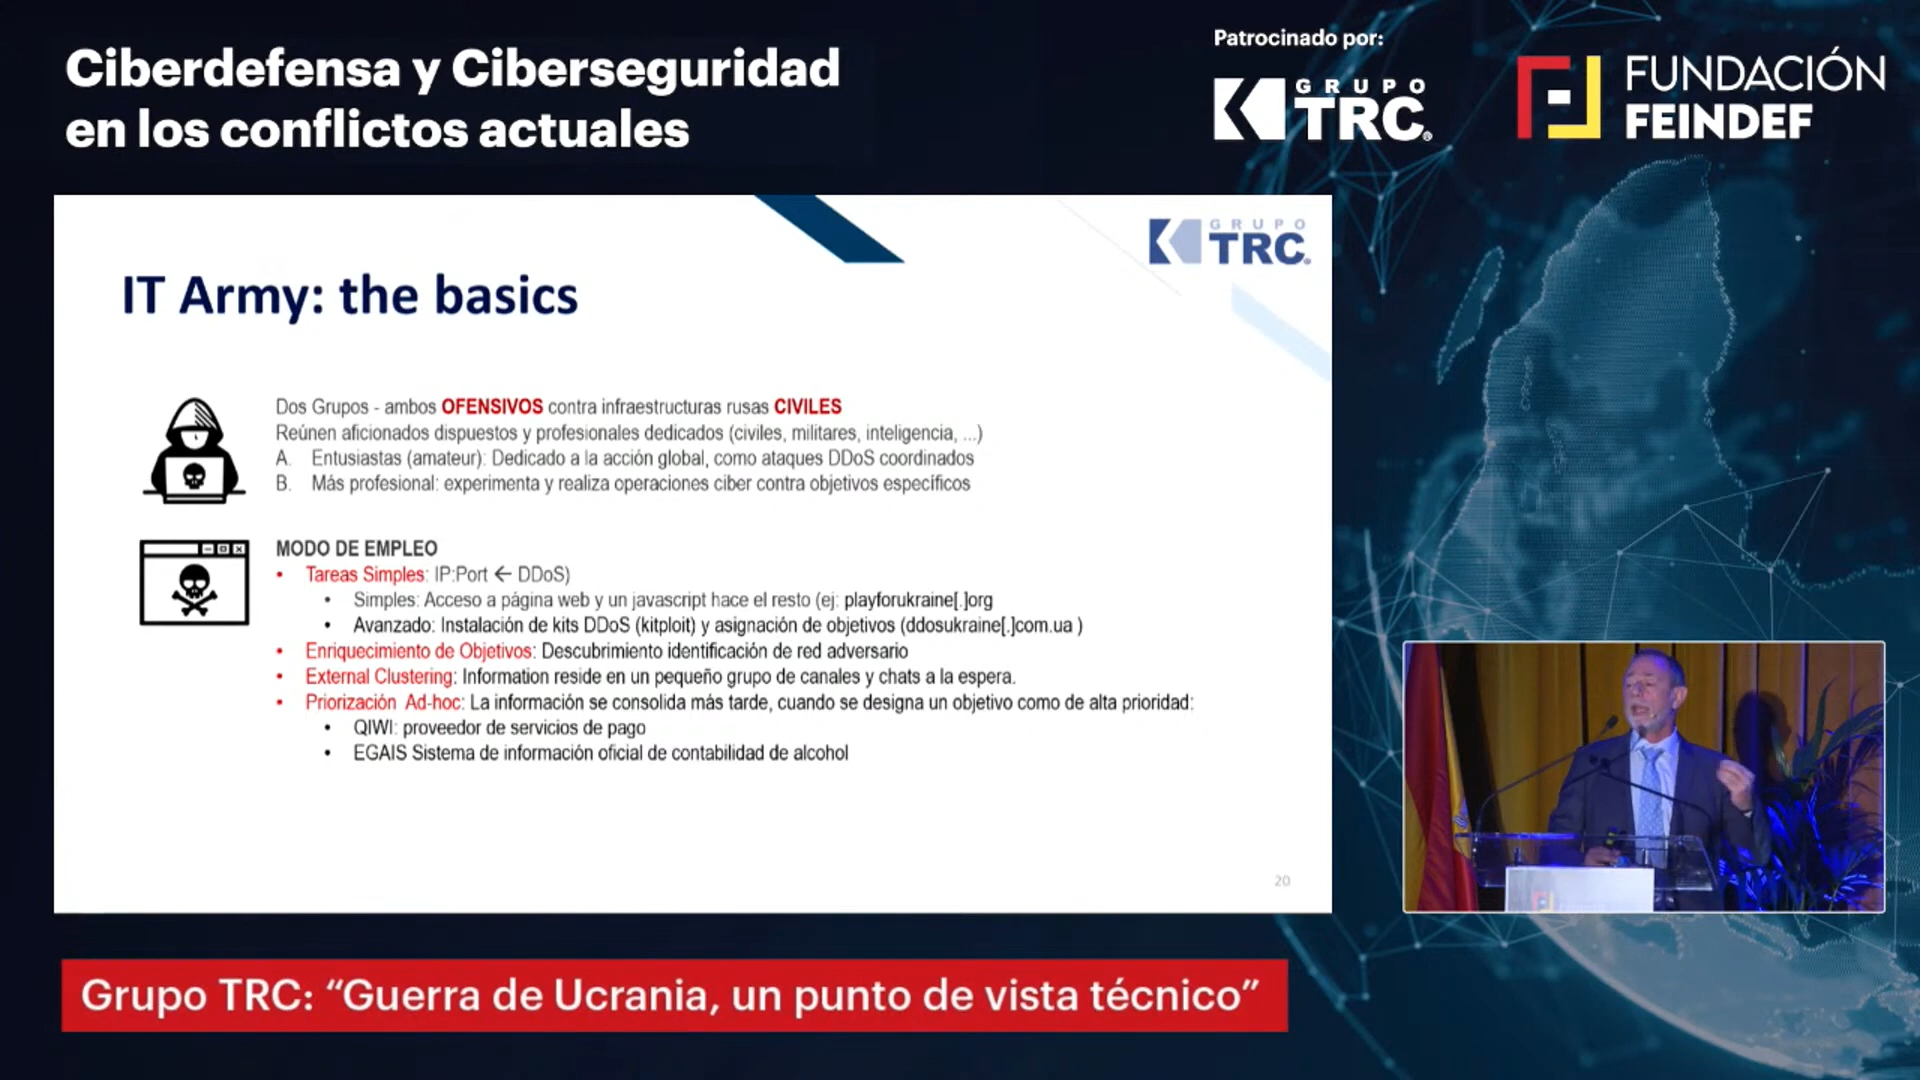 Ciberdefensa y Ciberseguridad
en los conflictos actuales
Patrocinado por:
GRUPO
TRC®
FUNDACIÓN
FEINDEF
GRUPO
TRC®
IT Army: the basics
Dos Grupos - ambos OFENSIVOS contra infraestructuras rusas CIVILES
Reúnen aficionados dispuestos y profesionales dedicados (civiles, militares, inteligencia, ...)
A. Entusiastas (amateur): Dedicado a la acción global, como ataques DDoS coordinados
B. Más profesional: experimenta y realiza operaciones ciber contra objetivos específicos
MODO DE EMPLEO
• Tareas Simples: IP:Port ← DDoS)
• Simples: Acceso a página web y un javascript hace el resto (ej: playforukraine[.]org
• Avanzado: Instalación de kits DDoS (kitploit) y asignación de objetivos (ddosukraine[.]com.ua )
• Enriquecimiento de Objetivos: Descubrimiento identificación de red adversario
• External Clustering: Information reside en un pequeño grupo de canales y chats a la espera.
• Priorización Ad-hoc: La información se consolida más tarde, cuando se designa un objetivo como de alta prioridad:
• QIWI: proveedor de servicios de pago
• EGAIS Sistema de información oficial de contabilidad de alcohol
20
Grupo TRC: “Guerra de Ucrania, un punto de vista técnico”